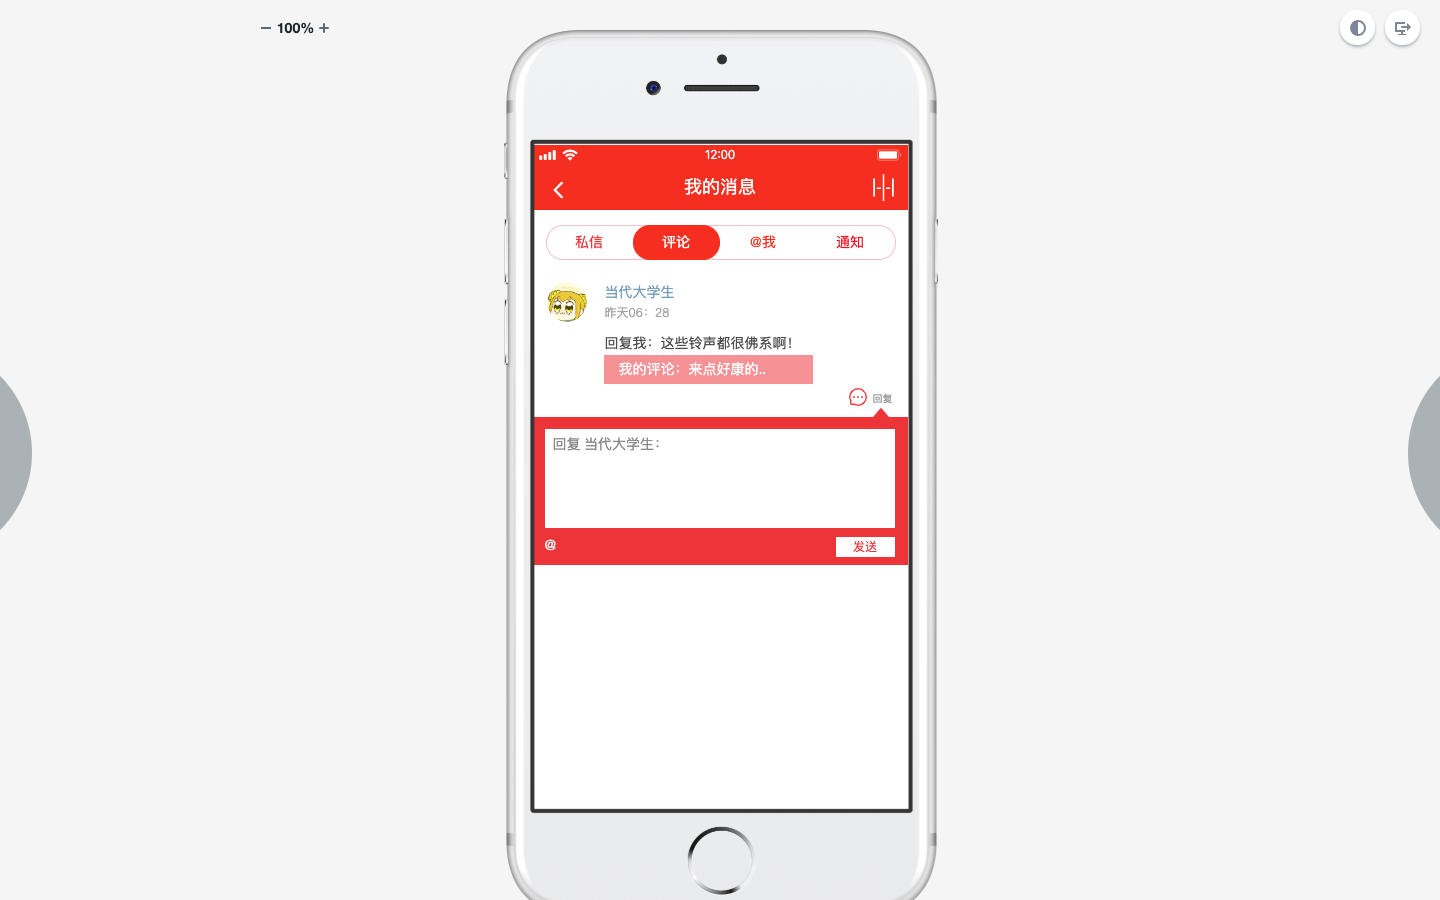 100%
12:00
我的消息
私信 评论 @我 通知
当代大学生
昨天06：28
回复我：这些铃声都很佛系啊！
我的评论：来点好康的..
回复
回复 当代大学生：
@ 发送